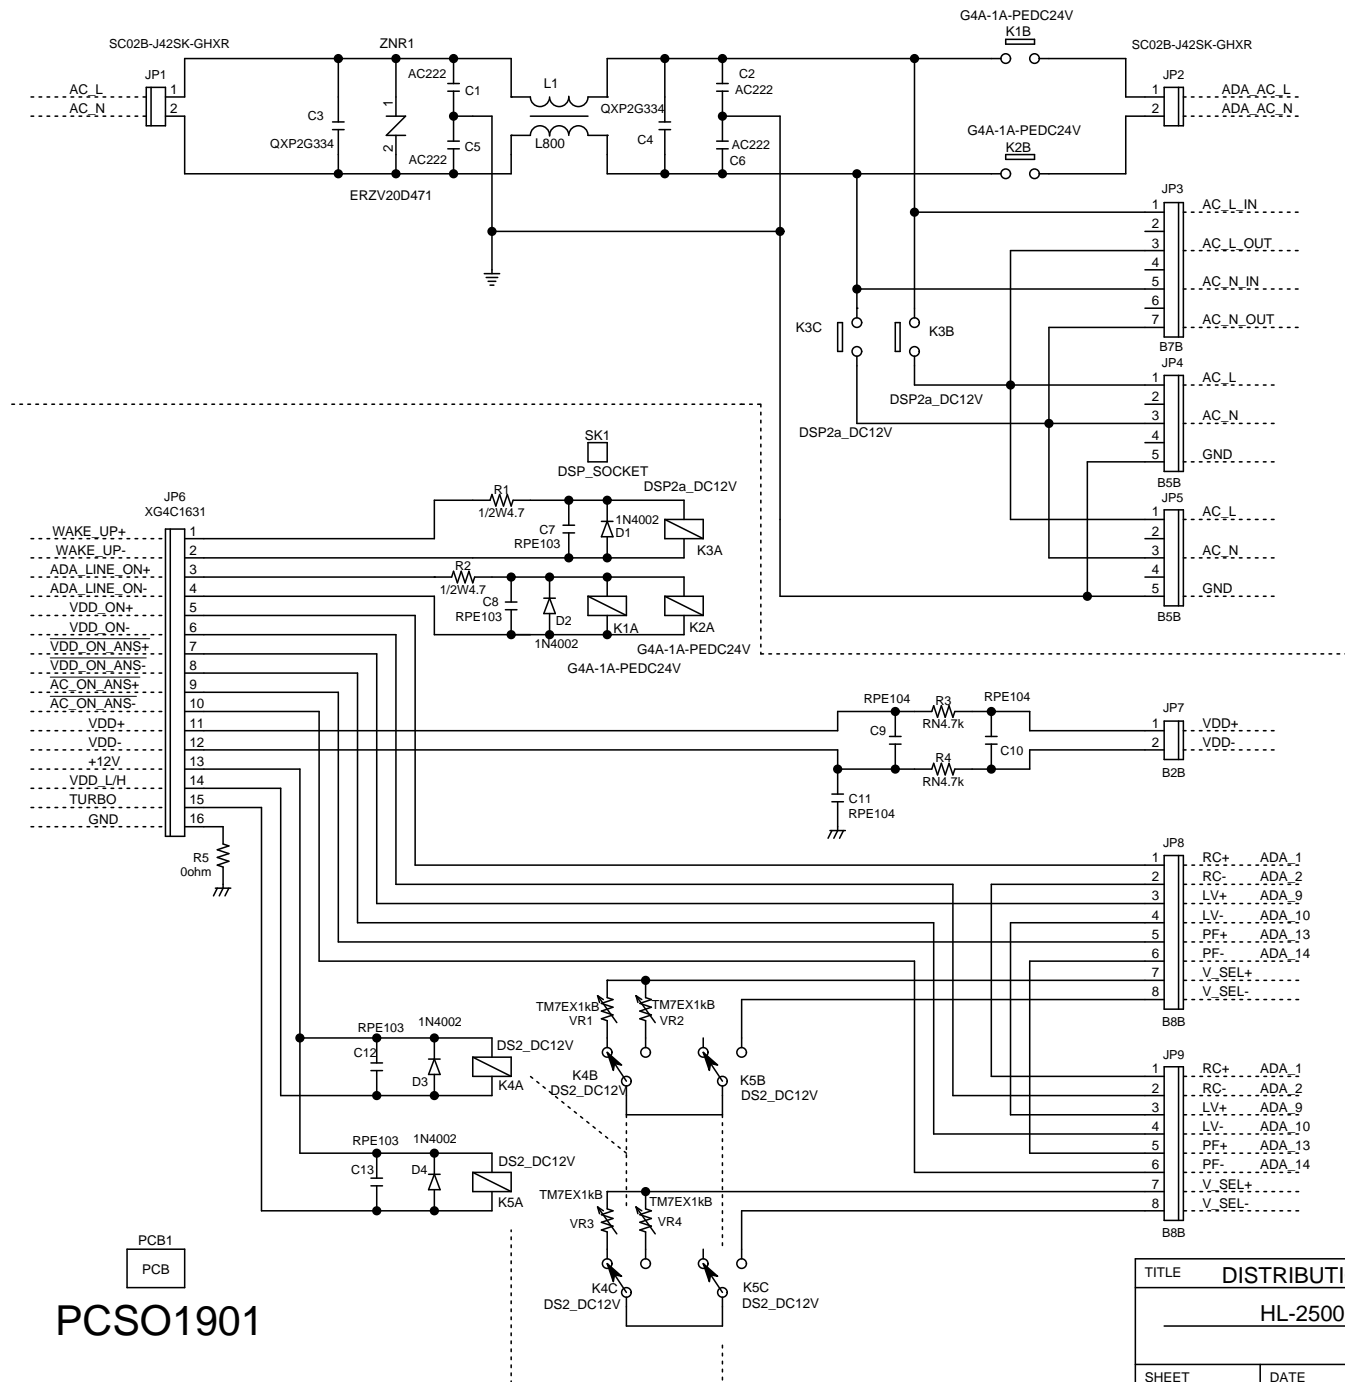 G4A-1A-PEDC24V
K1B
SC02B-J42SK-GHXR
ZNR1
SC02B-J42SK-GHXR
JP1
AC_L
1
AC_N
2
AC222
C1
L1
C2
AC222
JP2
1
ADA_AC_L
2
ADA_AC_N
C3
QXP2G334
1
2
C5
AC222
L800
QXP2G334
C4
AC222
C6
G4A-1A-PEDC24V
K2B
ERZV20D471
JP3
1
AC_L_IN
2
3
AC_L_OUT
4
5
AC_N_IN
6
7
AC_N_OUT
B7B
K3C
K3B
DSP2a_DC12V
DSP2a_DC12V
JP4
1
AC_L
2
3
AC_N
4
5
GND
B5B
JP5
1
AC_L
2
3
AC_N
4
5
GND
B5B
SK1
DSP_SOCKET
DSP2a_DC12V
JP6
XG4C1631
WAKE_UP+
1
WAKE_UP-
2
ADA_LINE_ON+
3
ADA_LINE_ON-
4
VDD_ON+
5
VDD_ON-
6
VDD_ON_ANS+
7
VDD_ON_ANS-
8
AC_ON_ANS+
9
AC_ON_ANS-
10
VDD+
11
VDD-
12
+12V
13
VDD_L/H
14
TURBO
15
GND
16
R1
1/2W4.7
C7
RPE103
1N4002
D1
K3A
R2
1/2W4.7
C8
RPE103
D2
1N4002
K1A
K2A
G4A-1A-PEDC24V
G4A-1A-PEDC24V
RPE104
R3
RN4.7k
RPE104
C9
C10
R4
RN4.7k
C11
RPE104
JP7
1
VDD+
2
VDD-
B2B
R5
0ohm
JP8
1
RC+
ADA_1
2
RC-
ADA_2
3
LV+
ADA_9
4
LV-
ADA_10
5
PF+
ADA_13
6
PF-
ADA_14
7
V_SEL+
8
V_SEL-
B8B
TM7EX1kB
VR1
TM7EX1kB
VR2
RPE103
1N4002
C12
D3
DS2_DC12V
K4A
K4B
DS2_DC12V
K5B
DS2_DC12V
JP9
1
RC+
ADA_1
2
RC-
ADA_2
3
LV+
ADA_9
4
LV-
ADA_10
5
PF+
ADA_13
6
PF-
ADA_14
7
V_SEL+
8
V_SEL-
B8B
RPE103
1N4002
C13
D4
DS2_DC12V
K5A
TM7EX1kB
VR3
TM7EX1kB
VR4
K4C
DS2_DC12V
K5C
DS2_DC12V
PCB1
PCB
PCSO1901
TITLE
DISTRIBUTI
HL-2500
SHEET
DATE